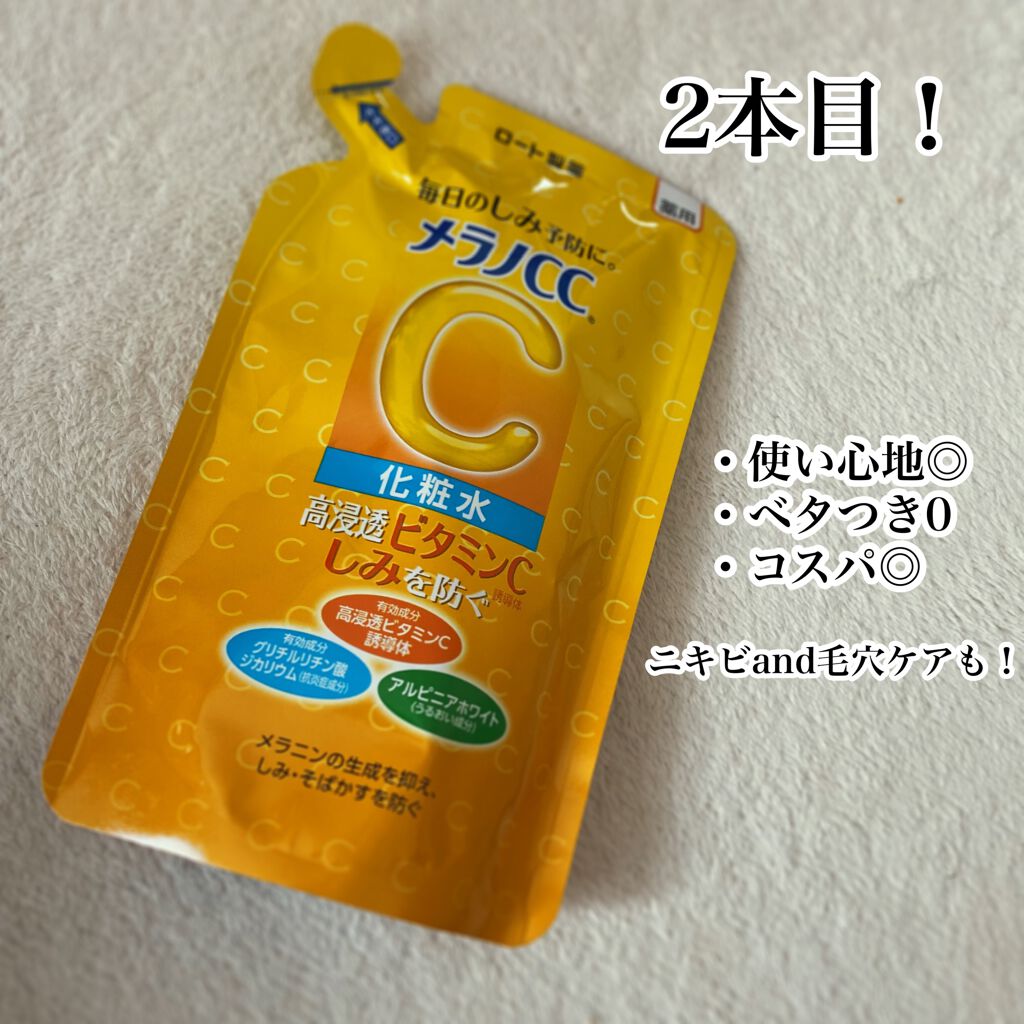 2本目！
ロート製薬
薬用
毎日のしみ予防に。
メラノCC®
C
化粧水
高浸透ビタミンC
誘導体
しみを防ぐ
有効成分
高浸透ビタミンC
誘導体
有効成分
グリチルリチン酸
ジカリウム(抗炎症成分)
アルピニアホワイト
(うるおい成分)
メラニンの生成を抑え、
しみ・そばかすを防ぐ
・使い心地◎
・ベタつき0
・コスパ◎
ニキビand毛穴ケアも！